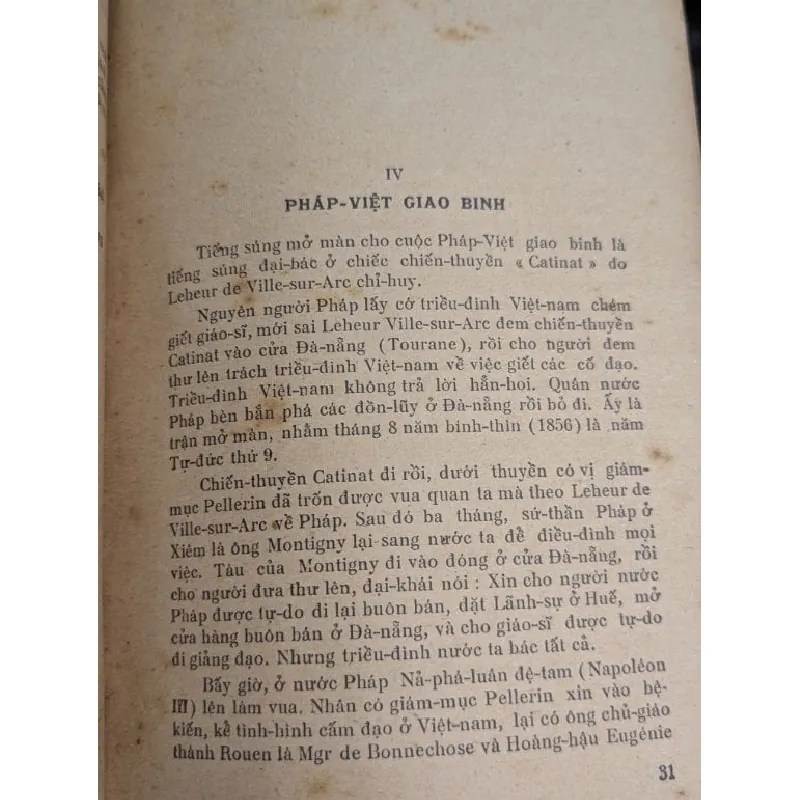 IV
PHÁP-VIỆT GIAO BINH
Tiếng súng mở màn cho cuộc Pháp-Việt giao binh là
tiếng súng đại-bác ở chiếc chiến-thuyền « Catinat » do
Leheur de Ville-sur-Arc chỉ-huy.
Nguyên người Pháp lấy cớ triều-đình Việt-nam chém
giết giáo-sĩ, mới sai Leheur Ville-sur-Arc đem chiến-thuyền
Catinat vào cửa Đà-nẵng (Tourane), rồi cho người đem
thư lên trách triều-đình Việt-nam về việc giết các cố đạo.
Triều-đình Việt-nam không trả lời hẳn-hoi. Quân nước
Pháp bèn bắn phá các đồn-lũy ở Đà-nẵng rồi bỏ đi. Ấy là
trận mở màn, nhằm tháng 8 năm bính-thìn (1856) là năm
Tự-đức thứ 9.
Chiến-thuyền Catinat đi rồi, dưới thuyền có vị giám-
mục Pellerin đã trốn được vua quan ta mà theo Leheur de
Ville-sur-Arc về Pháp. Sau đó ba tháng, sứ-thần Pháp ở
Xiêm là ông Montigny lại sang nước ta để điều-đình mọi
việc. Tàu của Montigny đi vào đóng ở cửa Đà-nẵng, rồi
cho người đưa thư lên, đại-khái nói : Xin cho người nước
Pháp được tự-do đi lại buôn bán, đặt Lãnh-sự ở Huế, mở
cửa hàng buôn bán ở Đà-nẵng, và cho giáo-sĩ được tự-do
đi giảng đạo. Nhưng triều-đình nước ta bác tất cả.
Bấy giờ, ở nước Pháp Nã-phá-luân đệ-tam (Napoléon
III) lên làm vua. Nhân có giám-mục Pellerin xin vào bệ-
kiến, kể tình-hình cấm đạo ở Việt-nam, lại có ông chủ-giáo
thành Rouen là Mgr de Bonnechose và Hoàng-hậu Eugénie
31